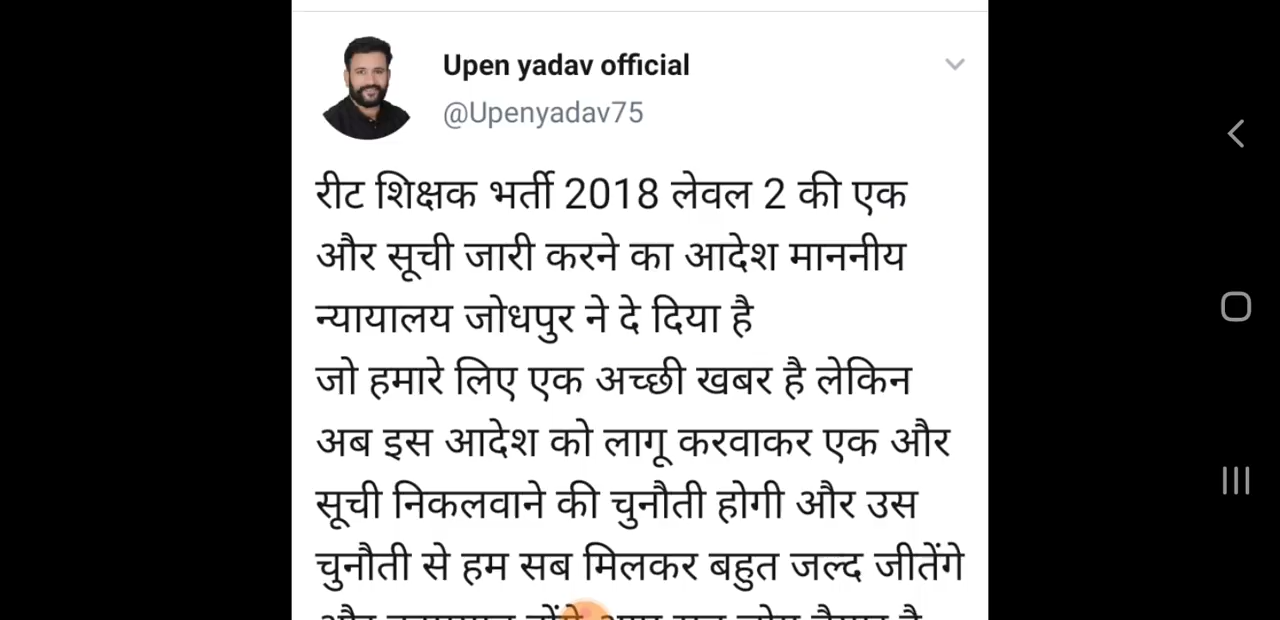 Upen yadav official
@Upenyadav75
रीट शिक्षक भर्ती 2018 लेवल 2 की एक
और सूची जारी करने का आदेश माननीय
न्यायालय जोधपुर ने दे दिया है
जो हमारे लिए एक अच्छी खबर है लेकिन
अब इस आदेश को लागू करवाकर एक और
सूची निकलवाने की चुनौती होगी और उस
चुनौती से हम सब मिलकर बहुत जल्द जीतेंगे